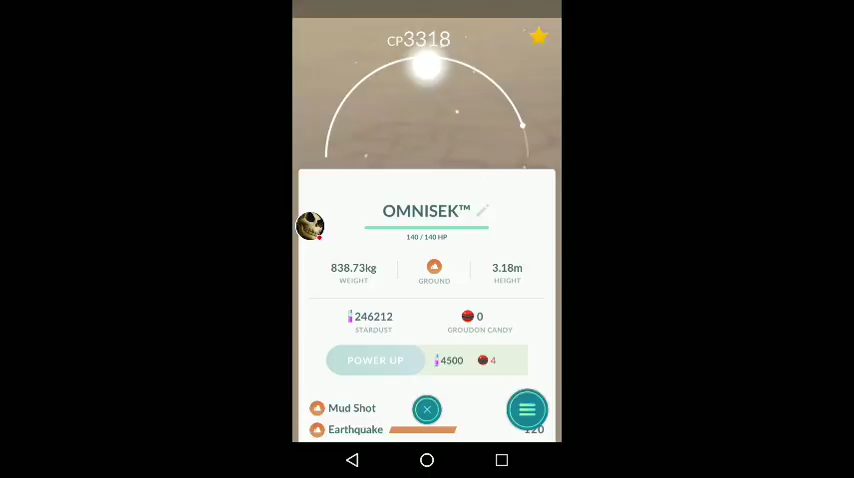 CP3318
OMNISEK™
140 / 140 HP
838.73kg
WEIGHT
GROUND
3.18m
HEIGHT
246212
STARDUST
0
GROUDON CANDY
POWER UP
4500
4
Mud Shot
Earthquake
120